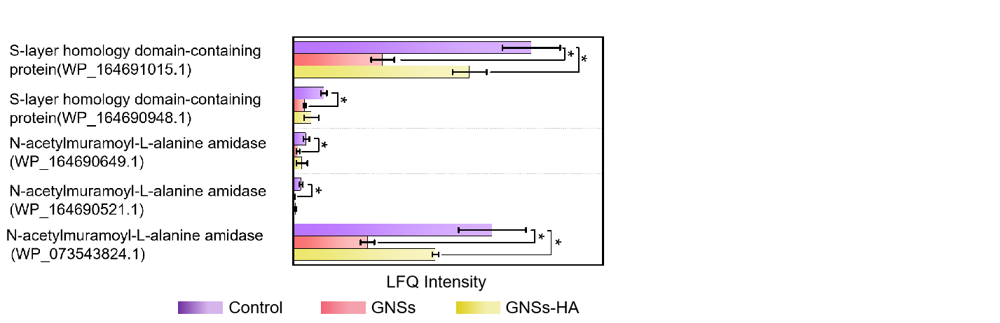 S-layer homology domain-containing
protein(WP_164691015.1)
*
*
S-layer homology domain-containing
protein(WP_164690948.1)
*
N-acetylmuramoyl-L-alanine amidase
(WP_164690649.1)
*
N-acetylmuramoyl-L-alanine amidase
(WP_164690521.1)
*
N-acetylmuramoyl-L-alanine amidase
(WP_073543824.1)
*
*
LFQ Intensity
Control GNSs GNSs-HA